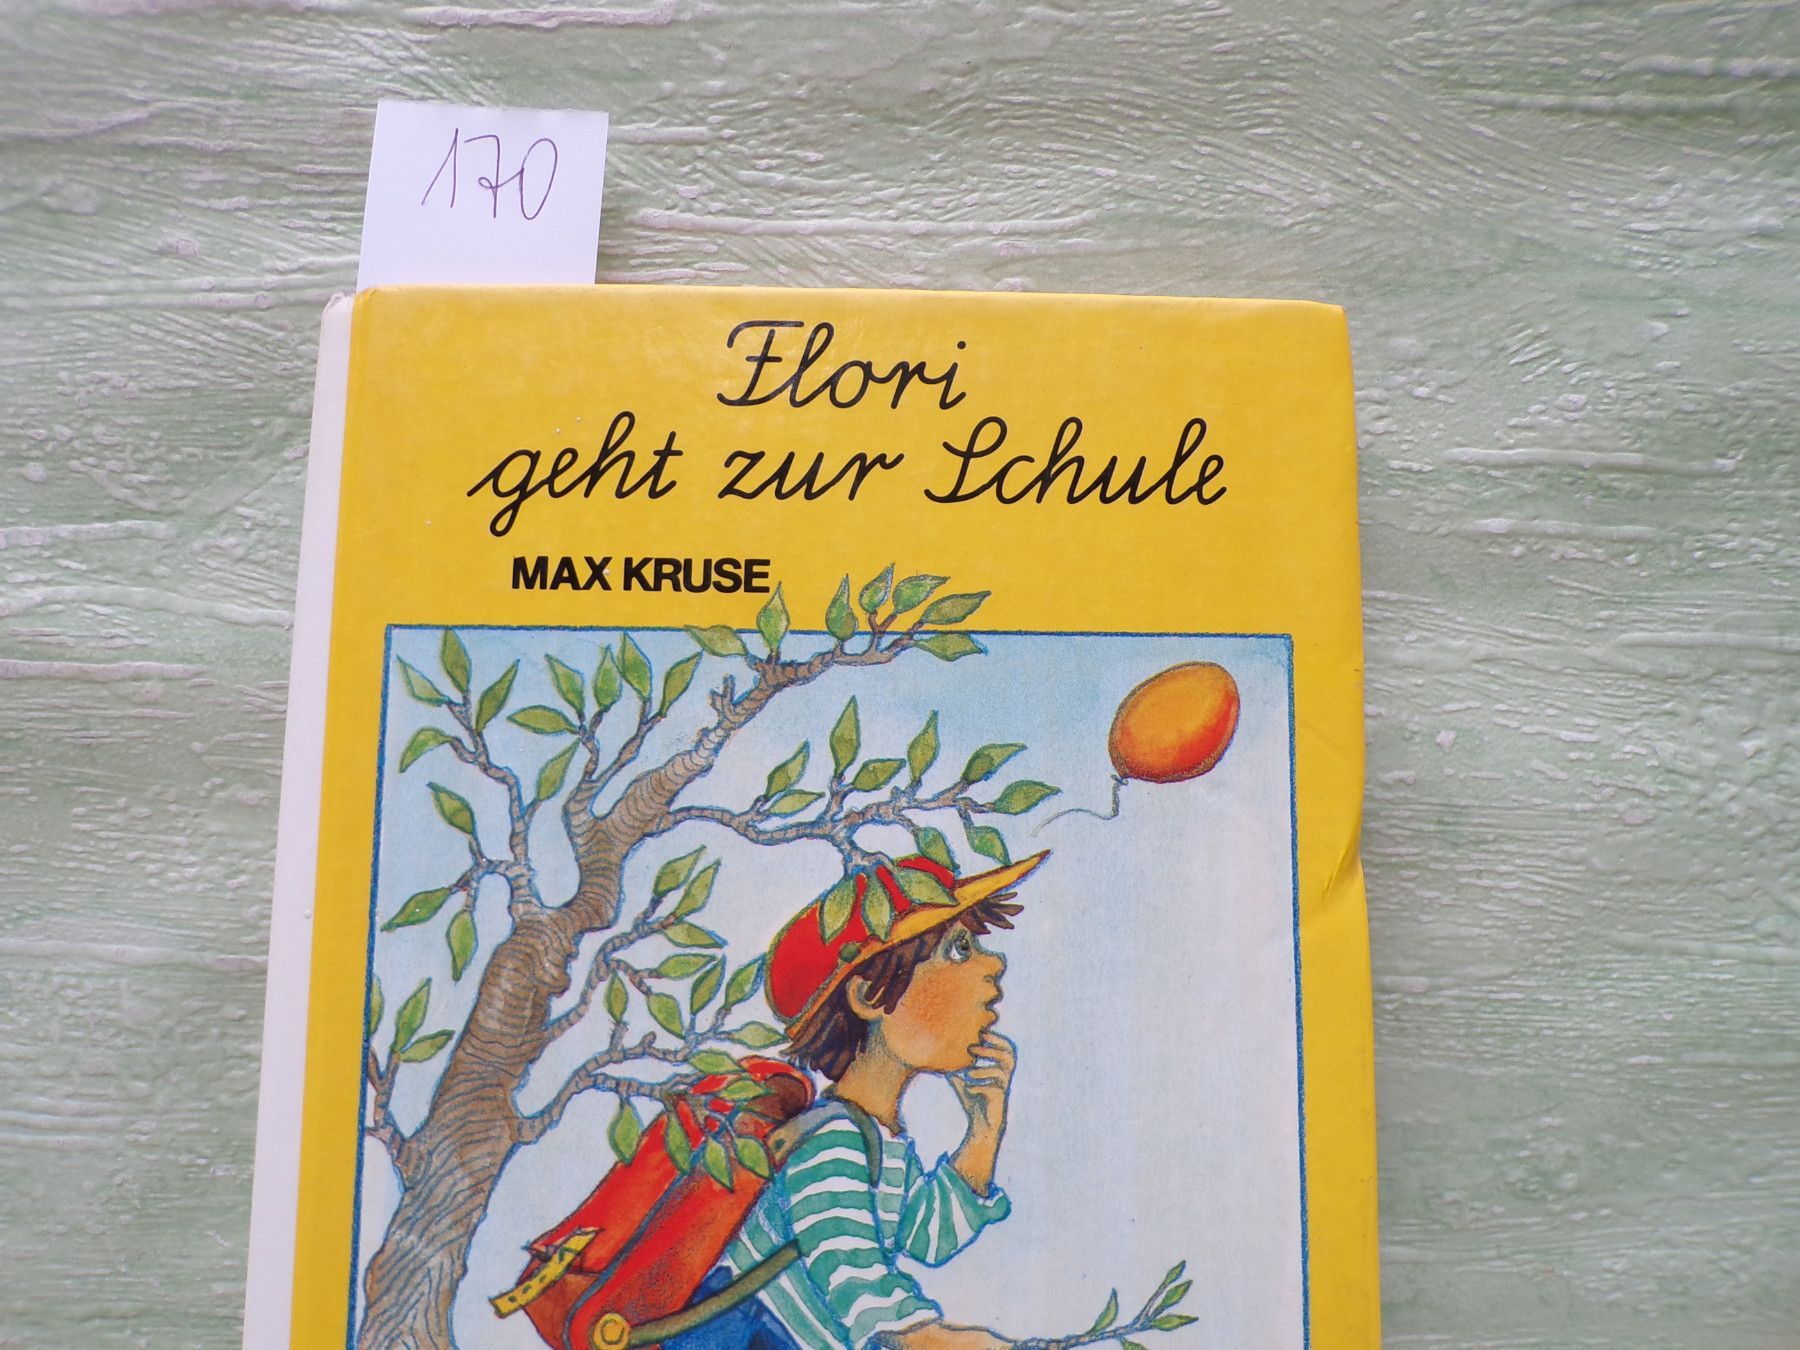 170
Flori
geht zur Schule
MAX KRUSE